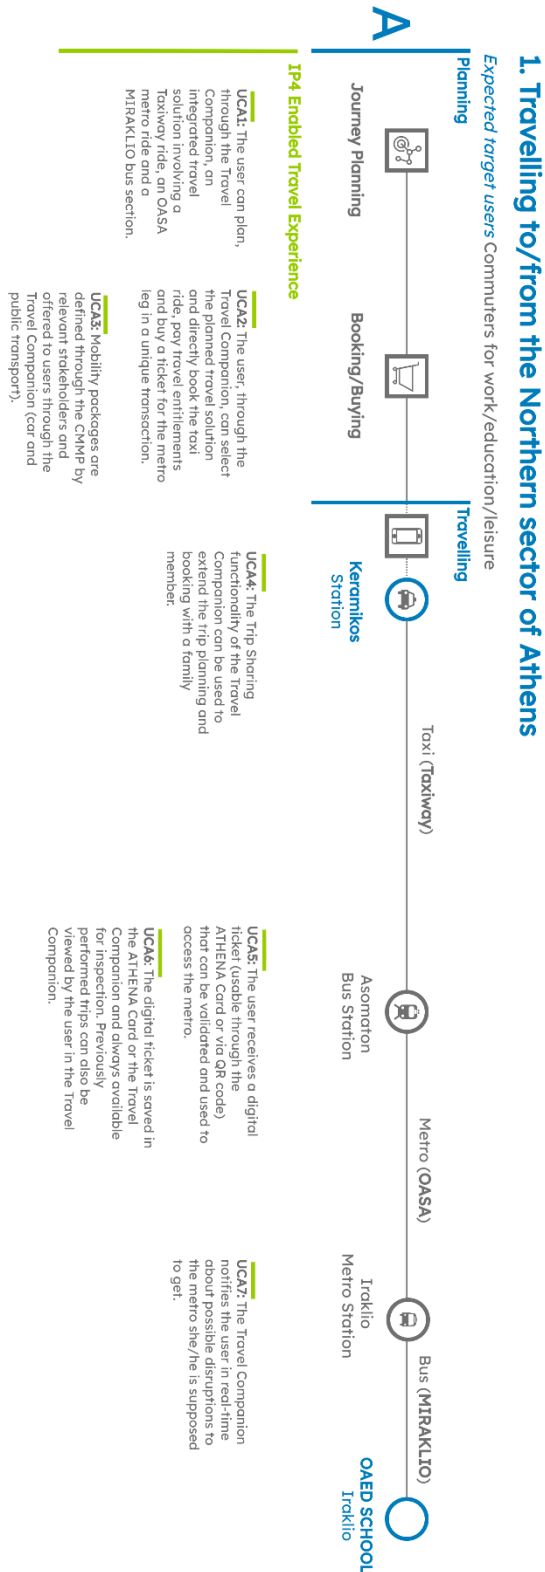 1. Travelling to/from the Northern sector of Athens
Expected target users Commuters for work/education/leisure
Planning
Travelling
A
Journey Planning
Booking/Buying
Keramikos
Station
Taxi (Taxiway)
Asomaton
Bus Station
Metro (OASA)
Iraklio
Metro Station
Bus (MIRAKLIO)
OAED SCHOOL
Iraklio
IP4 Enabled Travel Experience
UCA1: The user can plan,
through the Travel
Companion, an
integrated travel
solution involving a
Taxiway ride, an OASA
metro ride and a
MIRAKLIO bus section.
UCA2: The user, through the
Travel Companion, can select
the planned travel solution
and directly book the taxi
ride, pay travel entitlements
and buy a ticket for the metro
leg in a unique transaction.
UCA3: Mobility packages are
defined through the CMMP by
relevant stakeholders and
offered to users through the
Travel Companion (car and
public transport).
UCA4: The Trip Sharing
functionality of the Travel
Companion can be used to
extend the trip planning and
booking with a family
member.
UCA5: The user receives a digital
ticket (usable through the
ATHENA Card or via QR code)
that can be validated and used to
access the metro.
UCA6: The digital ticket is saved in
the ATHENA Card or the Travel
Companion and always available
for inspection. Previously
performed trips can also be
viewed by the user in the Travel
Companion.
UCA7: The Travel Companion
notifies the user in real-time
about possible disruptions to
the metro she/he is supposed
to get.